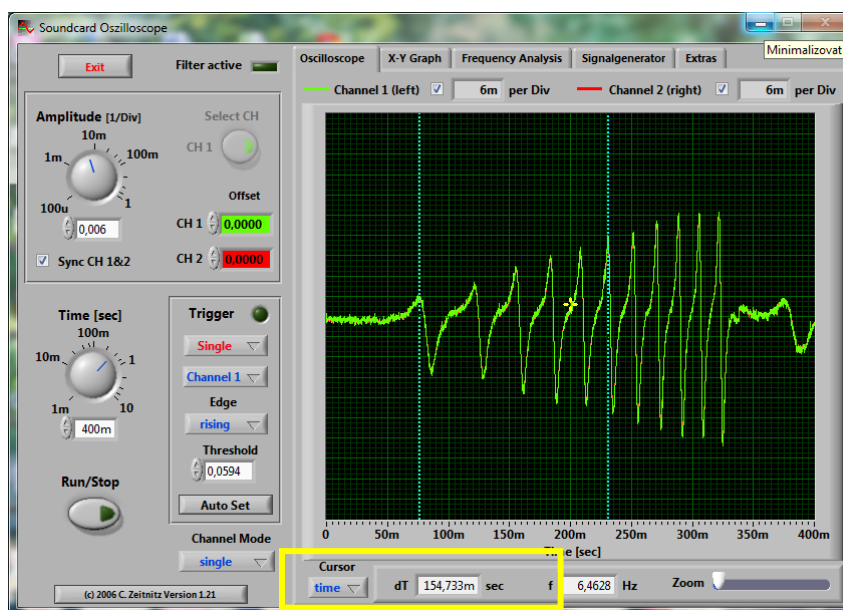 Soundcard Oszilloscope
Minimalizovat
Exit
Filter active
Oscilloscope
X-Y Graph
Frequency Analysis
Signalgenerator
Extras
Channel 1 (left)
6m
per Div
Channel 2 (right)
6m
per Div
Amplitude [1/Div]
10m
1m
100m
100u
1
0,006
Sync CH 1&2
Select CH
CH 1
Offset
CH 1
0,0000
CH 2
0,0000
Time [sec]
100m
10m
1
1m
10
400m
Run/Stop
Trigger
Single
Channel 1
Edge
rising
Threshold
0,0594
Auto Set
Channel Mode
single
(c) 2006 C. Zeitnitz Version 1.21
0
50m
100m
150m
200m
250m
300m
350m
400m
Time [sec]
Cursor
time
dT
154,733m
sec
f
6,4628
Hz
Zoom